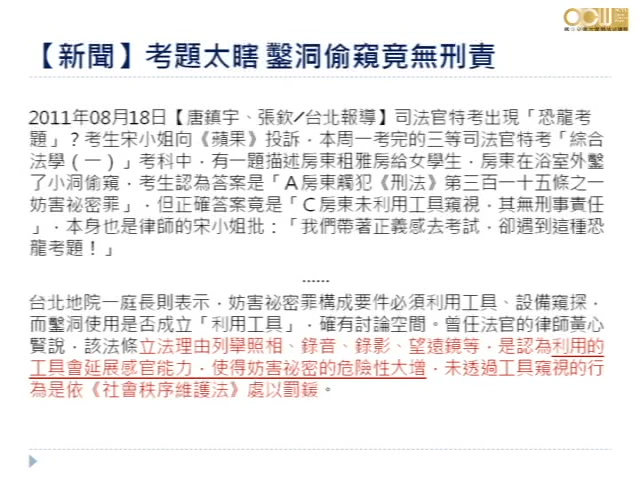 【新聞】考題太瞎 鑿洞偷窺竟無刑責
2011年08月18日【唐鎮宇、張欽╱台北報導】司法官特考出現「恐龍考
題」？考生宋小姐向《蘋果》投訴，本周一考完的三等司法官特考「綜合
法學（一）」考科中，有一題描述房東租雅房給女學生，房東在浴室外鑿
了小洞偷窺，考生認為答案是「Ａ房東觸犯《刑法》第三百一十五條之一
妨害祕密罪」，但正確答案竟是「Ｃ房東未利用工具窺視，其無刑事責任
」，本身也是律師的宋小姐批：「我們帶著正義感去考試，卻遇到這種恐
龍考題！」
……
台北地院一庭長則表示，妨害祕密罪構成要件必須利用工具、設備窺探，
而鑿洞使用是否成立「利用工具」，確有討論空間。曾任法官的律師黃心
賢說，該法條立法理由列舉照相、錄音、錄影、望遠鏡等，是認為利用的
工具會延展感官能力，使得妨害祕密的危險性大增，未透過工具窺視的行
為是依《社會秩序維護法》處以罰鍰。